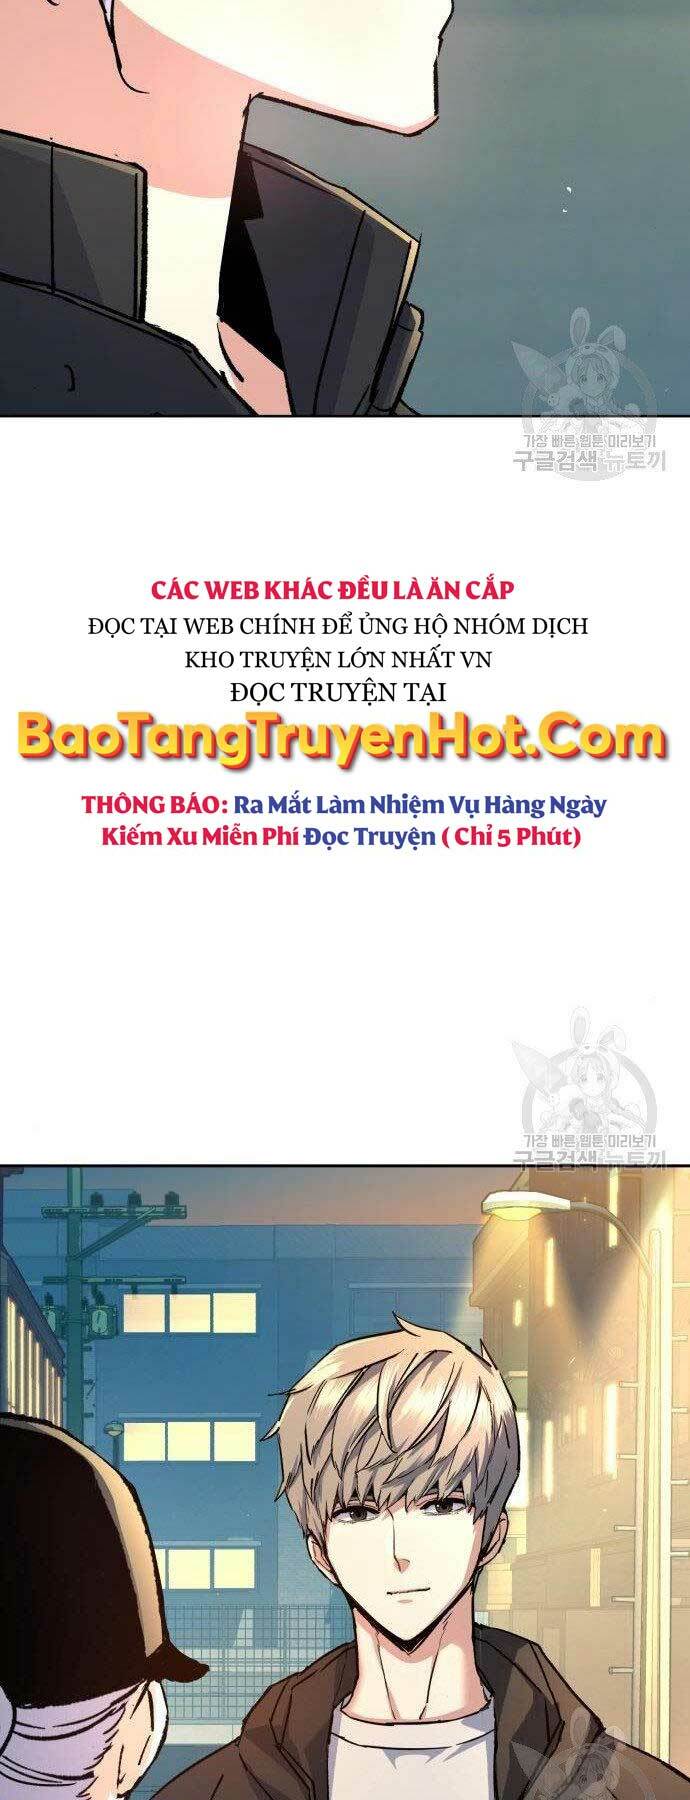 가장 빠른 웹툰 미리보기
구글검색 뉴토끼
CÁC WEB KHÁC ĐỀU LÀ ĂN CẮP
ĐỌC TẠI WEB CHÍNH ĐỂ ỦNG HỘ NHÓM DỊCH
KHO TRUYỆN LỚN NHẤT VN
ĐỌC TRUYỆN TẠI
BaoTangTruyenHot.Com
THÔNG BÁO: Ra Mắt Làm Nhiệm Vụ Hàng Ngày
Kiếm Xu Miễn Phí Đọc Truyện ( Chỉ 5 Phút)
가장 빠른 웹툰 미리보기
구글검색 뉴토끼